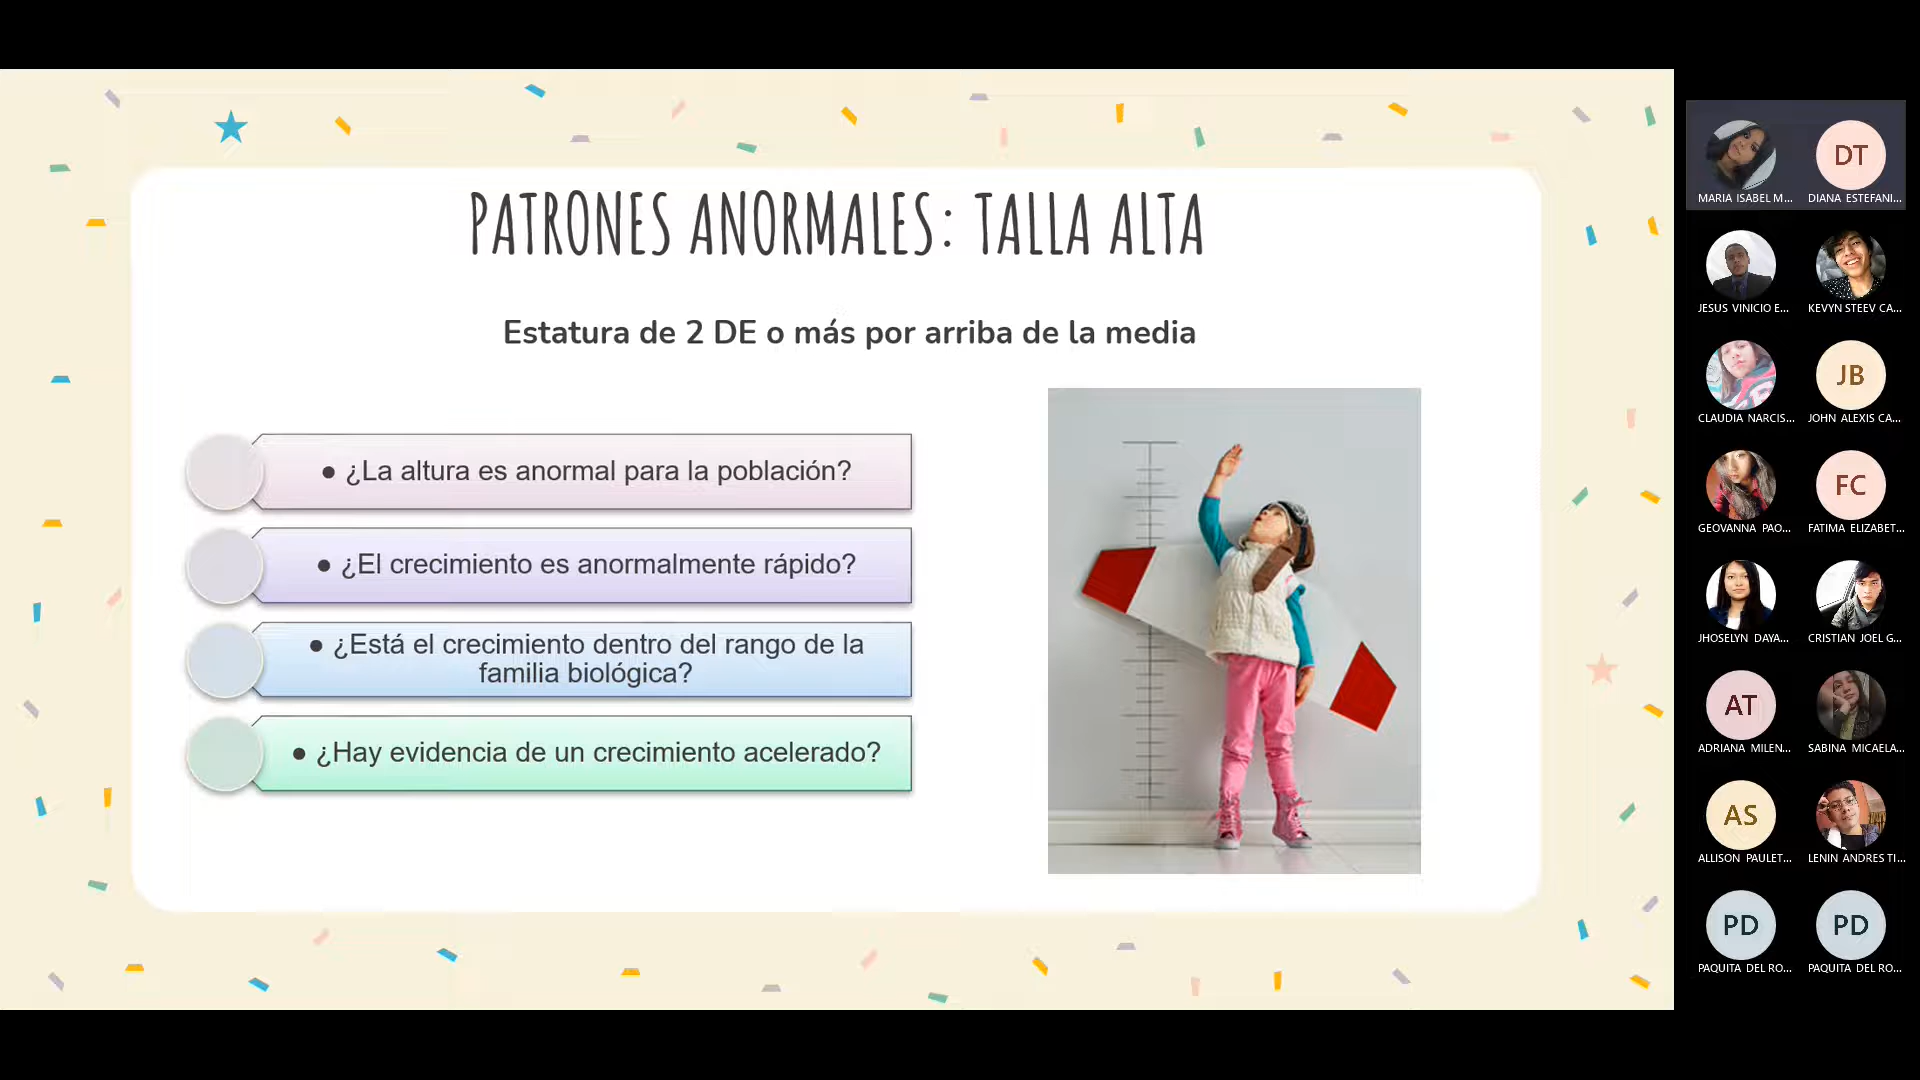 PATRONES ANORMALES: TALLA ALTA
Estatura de 2 DE o más por arriba de la media
● ¿La altura es anormal para la población?
● ¿El crecimiento es anormalmente rápido?
● ¿Está el crecimiento dentro del rango de la
familia biológica?
● ¿Hay evidencia de un crecimiento acelerado?
DT
MARIA ISABEL M...
DIANA ESTEFANI...
JESUS VINICIO E...
KEVYN STEEV CA...
JB
CLAUDIA NARCIS...
JOHN ALEXIS CA...
FC
GEOVANNA PAO...
FATIMA ELIZABET...
JHOSELYN DAYA...
CRISTIAN JOEL G...
AT
ADRIANA MILEN...
SABINA MICAELA...
AS
ALLISON PAULET...
LENIN ANDRES TI...
PD
PD
PAQUITA DEL RO...
PAQUITA DEL RO...